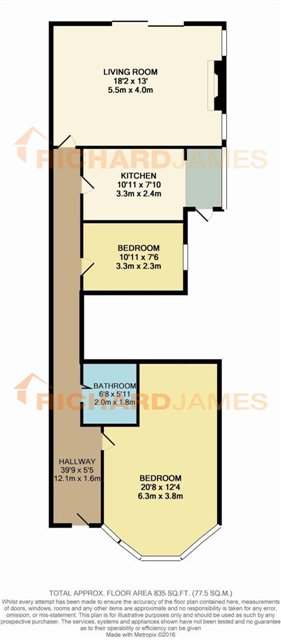 LIVING ROOM
18'2 x 13'
5.5m x 4.0m
RICHARDJAMES
KITCHEN
10'11 x 7'10
3.3m x 2.4m
BEDROOM
10'11 x 7'6
3.3m x 2.3m
BATHROOM
6'8 x 5'11
2.0m x 1.8m
RICHARDJAMES
HALLWAY
39'9 x 5'5
12.1m x 1.6m
BEDROOM
20'8 x 12'4
6.3m x 3.8m
TOTAL APPROX. FLOOR AREA 835 SQ.FT. (77.5 SQ.M.)
Whilst every attempt has been made to ensure the accuracy of the floor plan contained here, measurements
of doors, windows, rooms and any other items are approximate and no responsibility is taken for any error,
omission, or mis-statement. This plan is for illustrative purposes only and should be used as such by any
prospective purchaser. The services, systems and appliances shown have not been tested and no guarantee
as to their operability or efficiency can be given
Made with Metropix ©2016